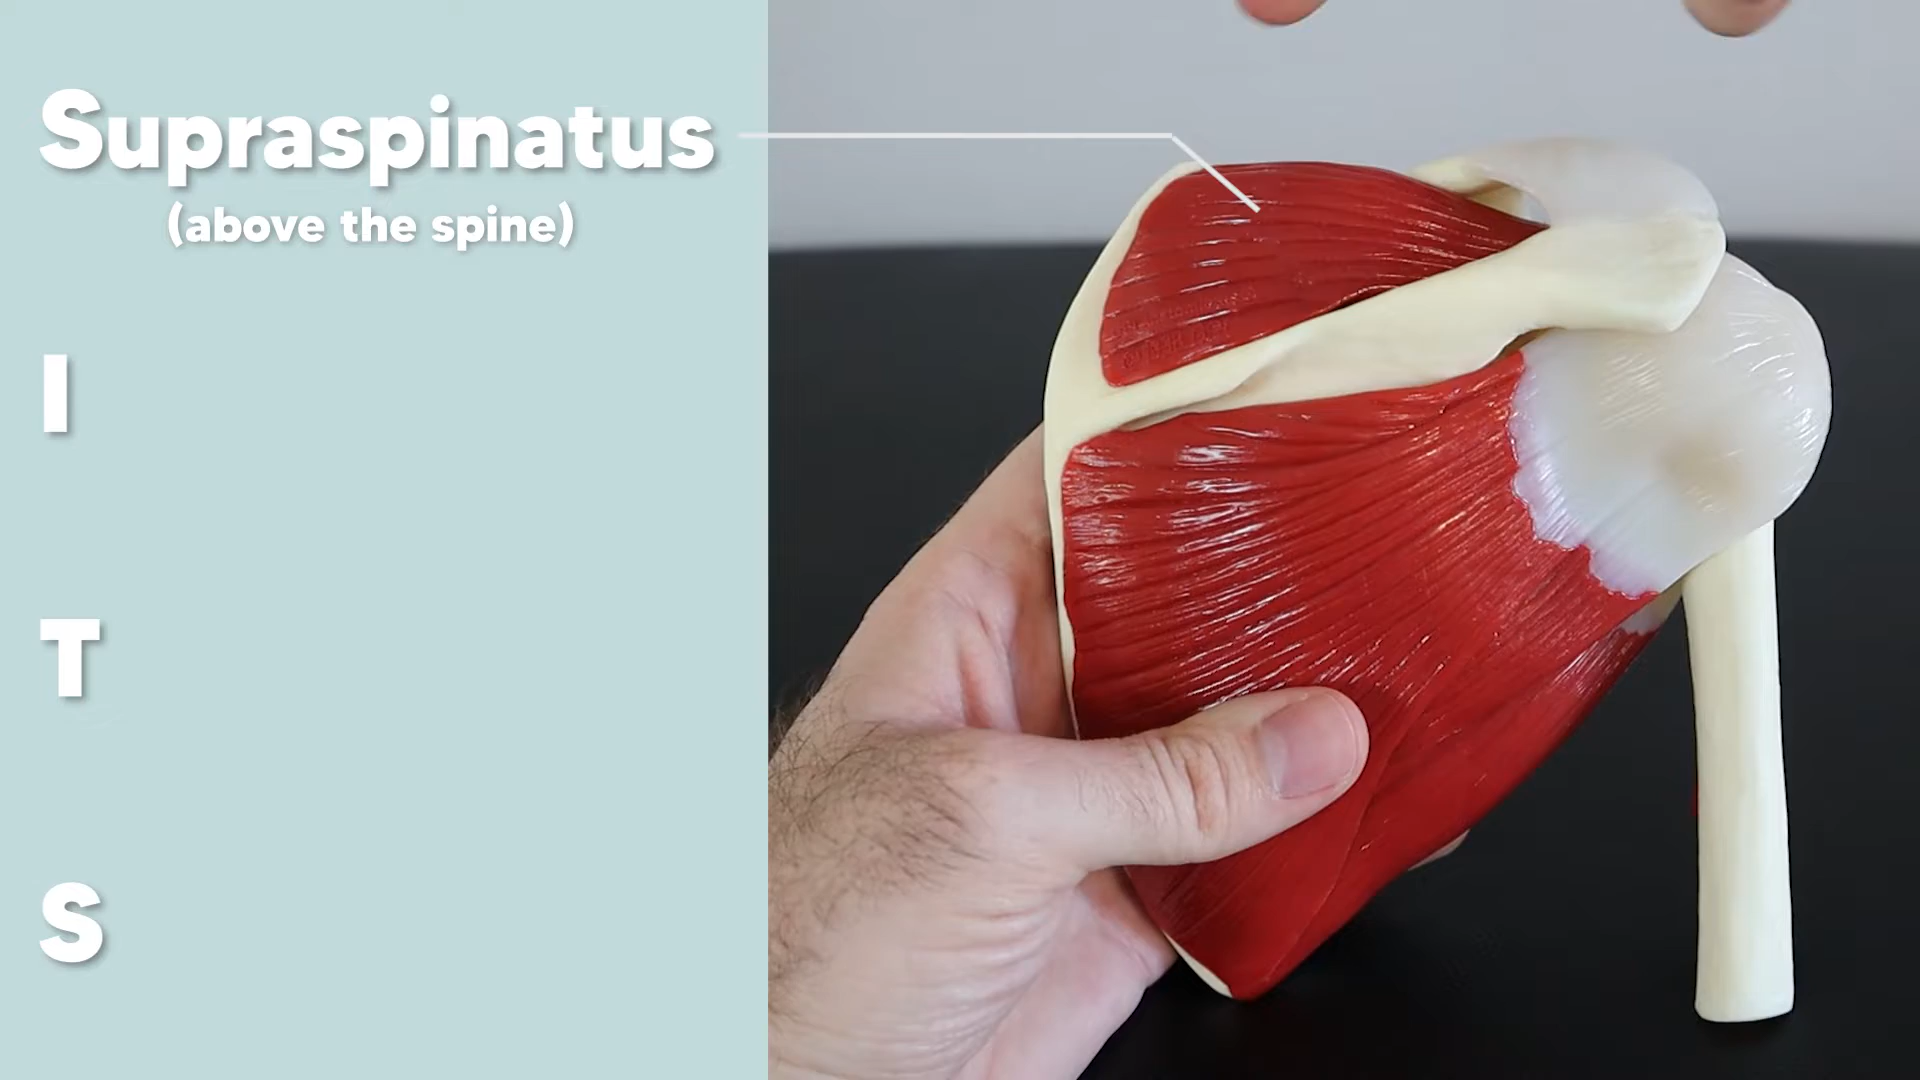 Supraspinatus
(above the spine)
I
T
S